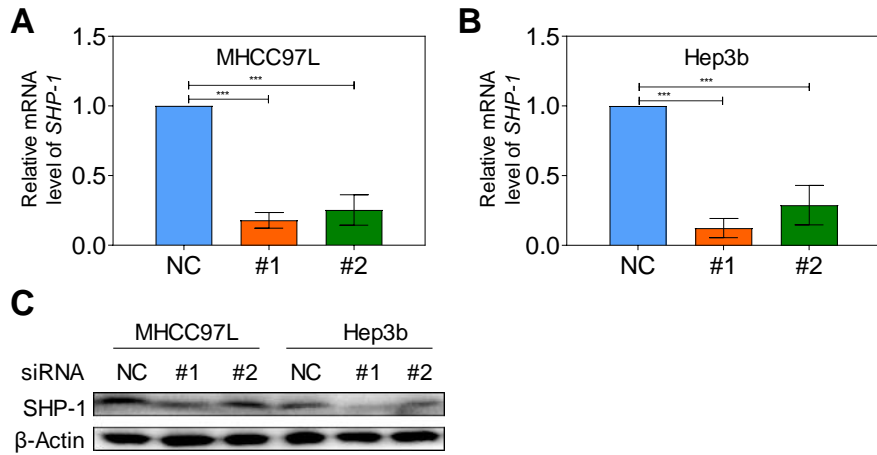 A
Relative mRNA
level of SHP-1
MHCC97L
1.5
1.0
0.5
0.0
***
***
NC #1 #2
B
Relative mRNA
level of SHP-1
Hep3b
1.5
1.0
0.5
0.0
***
***
NC #1 #2
C
MHCC97L Hep3b
siRNA NC #1 #2 NC #1 #2
SHP-1
β-Actin